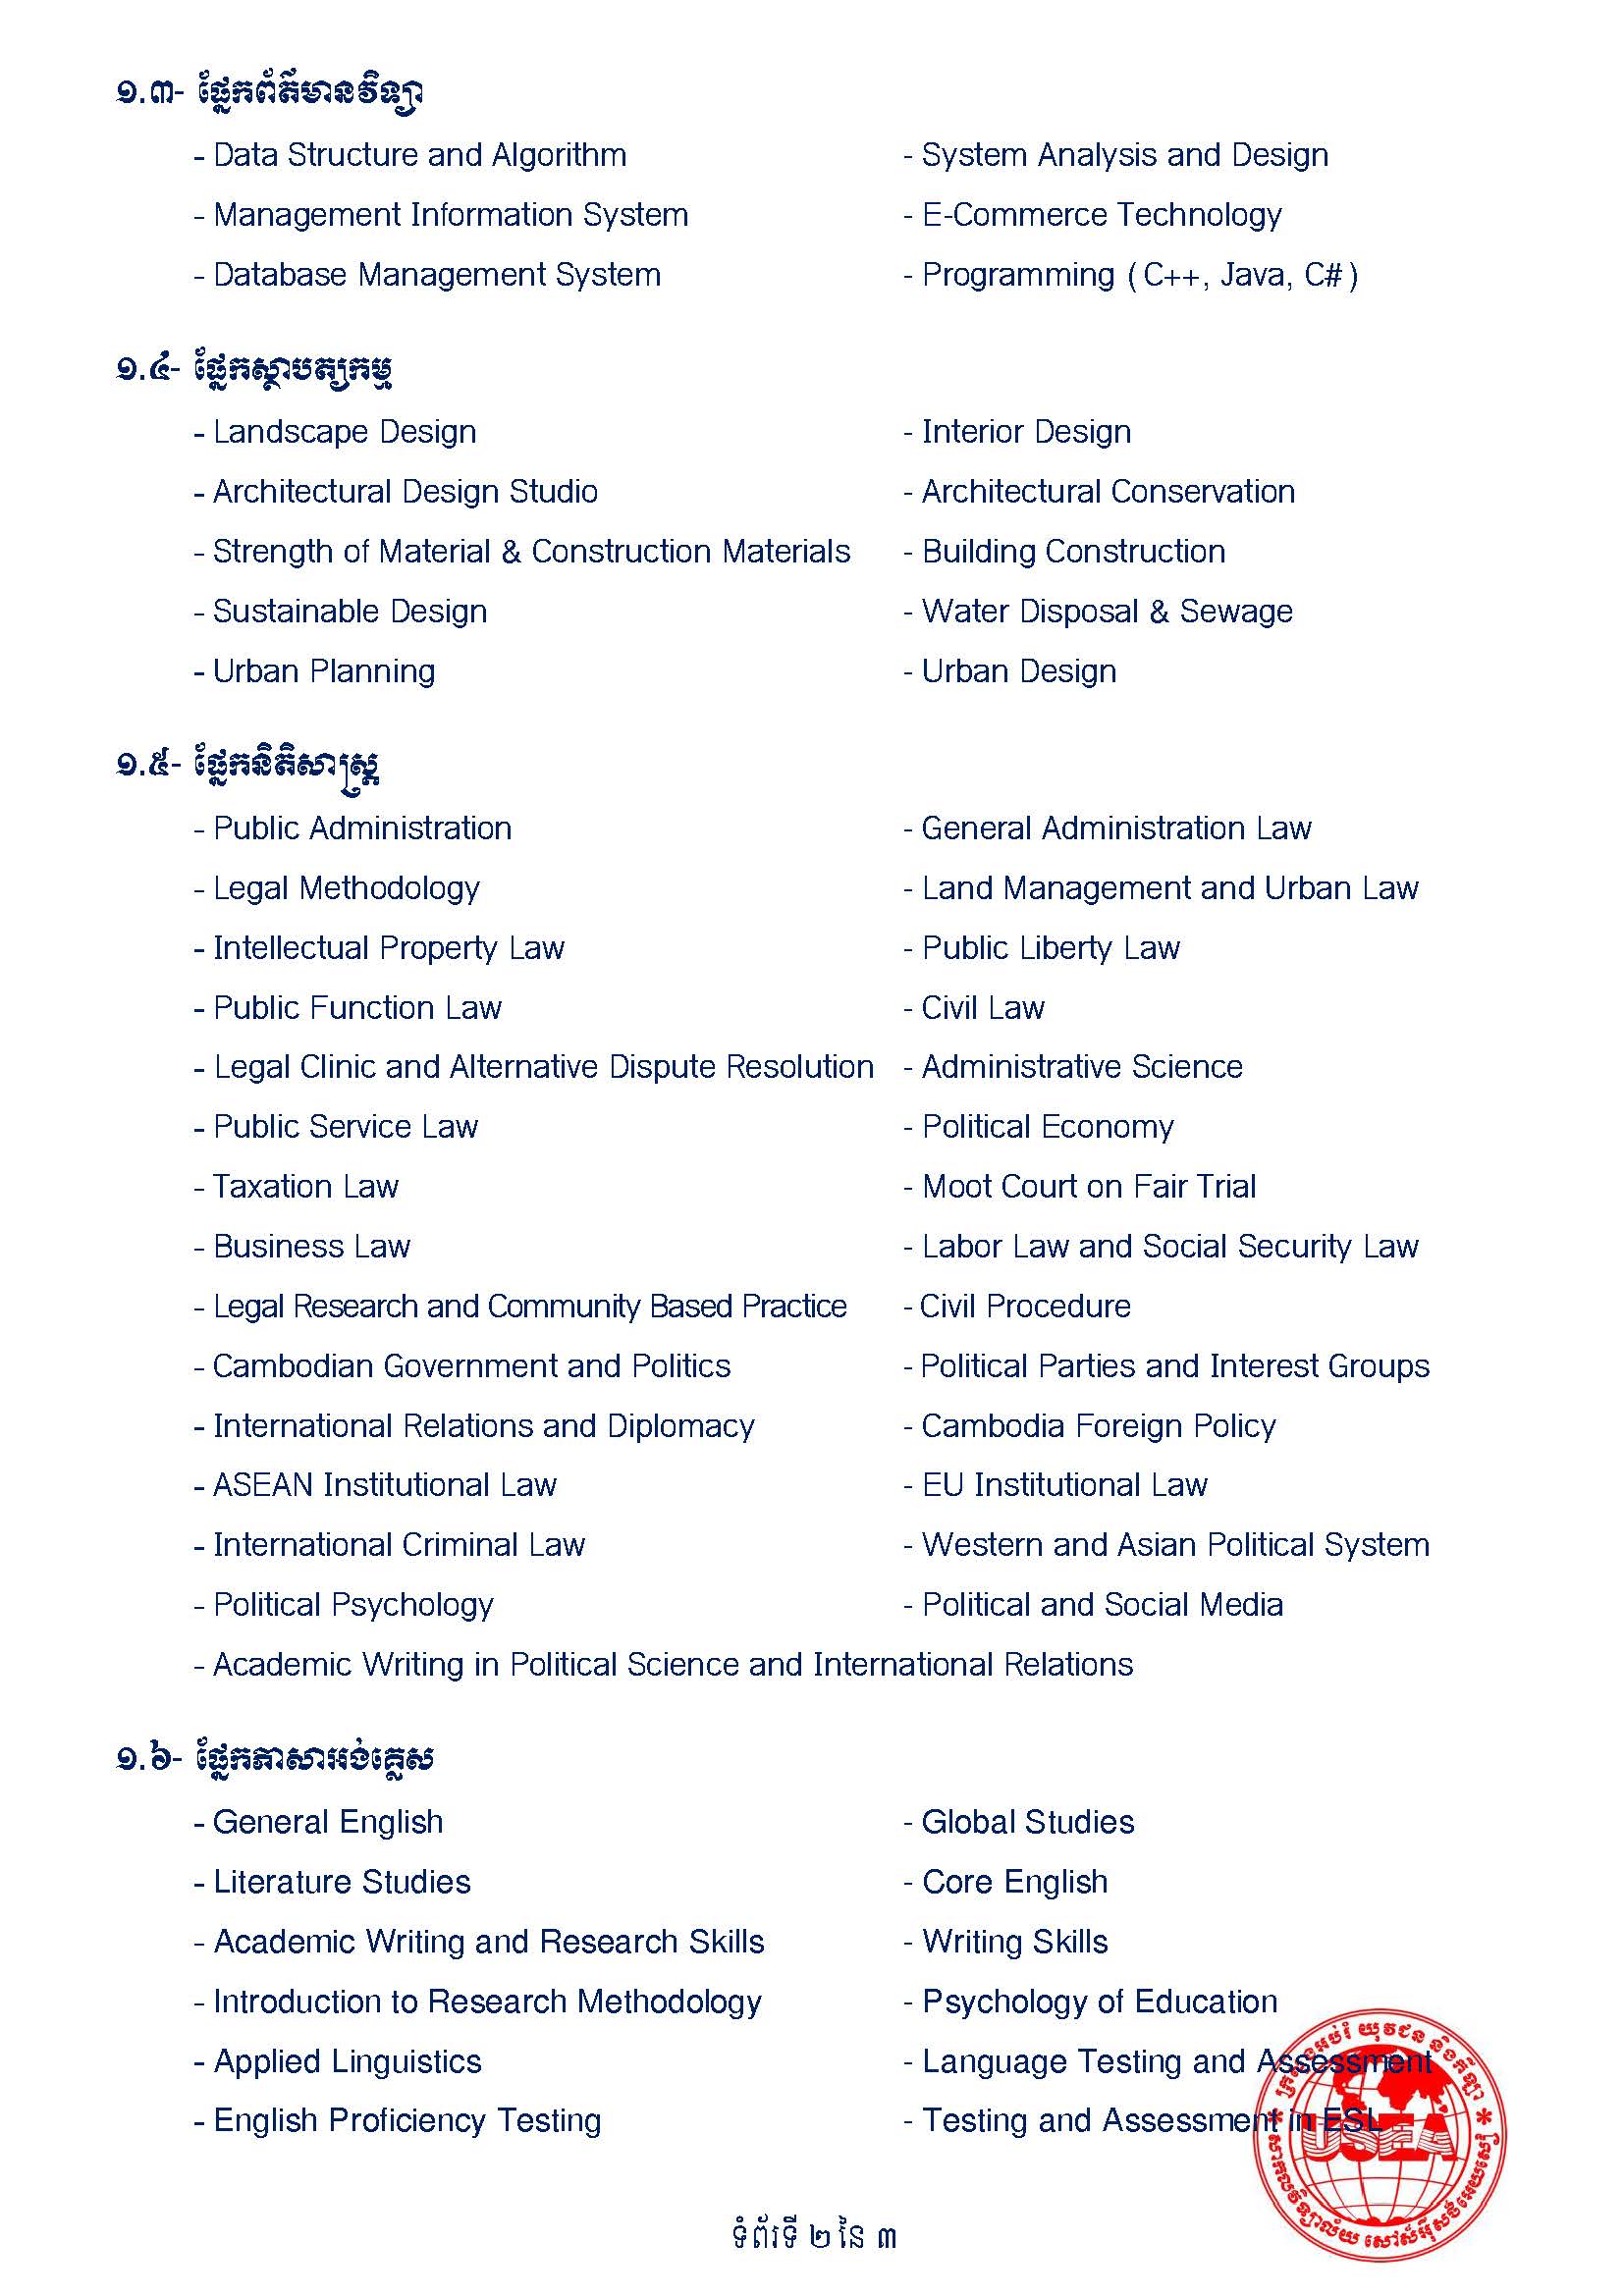 ១.៣- ផ្នែកព័ត៌មានវិទ្យា
- Data Structure and Algorithm - System Analysis and Design
- Management Information System - E-Commerce Technology
- Database Management System - Programming (C++, Java, C#)
១.៤- ផ្នែកស្ថាបត្យកម្ម
- Landscape Design - Interior Design
- Architectural Design Studio - Architectural Conservation
- Strength of Material & Construction Materials - Building Construction
- Sustainable Design - Water Disposal & Sewage
- Urban Planning - Urban Design
១.៥- ផ្នែកនិតិសាស្ត្រ
- Public Administration - General Administration Law
- Legal Methodology - Land Management and Urban Law
- Intellectual Property Law - Public Liberty Law
- Public Function Law - Civil Law
- Legal Clinic and Alternative Dispute Resolution - Administrative Science
- Public Service Law - Political Economy
- Taxation Law - Moot Court on Fair Trial
- Business Law - Labor Law and Social Security Law
- Legal Research and Community Based Practice - Civil Procedure
- Cambodian Government and Politics - Political Parties and Interest Groups
- International Relations and Diplomacy - Cambodia Foreign Policy
- ASEAN Institutional Law - EU Institutional Law
- International Criminal Law - Western and Asian Political System
- Political Psychology - Political and Social Media
- Academic Writing in Political Science and International Relations
១.៦- ផ្នែកភាសាអង់គ្លេស
- General English - Global Studies
- Literature Studies - Core English
- Academic Writing and Research Skills - Writing Skills
- Introduction to Research Methodology - Psychology of Education
- Applied Linguistics - Language Testing and Assessment
- English Proficiency Testing - Testing and Assessment in ESL
ក្រសួងអប់រំ យុវជន និងកីឡា
USEA
សាកលវិទ្យាល័យ សៅស៍អ៊ីសថ៍អេយសៀ
ទំព័រទី ២ នៃ ៣